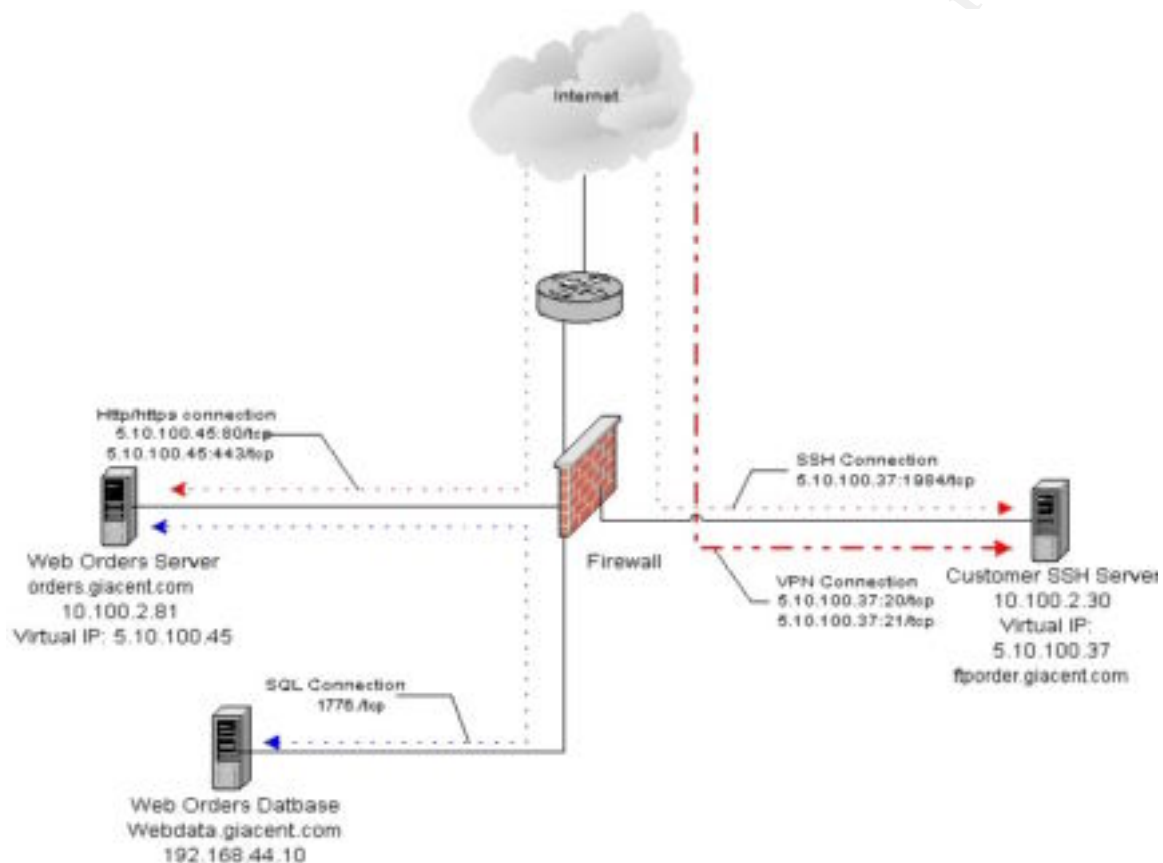 Internet
Http/https connection
5.10.100.45:80/tcp
5.10.100.45:443/tcp
SSH Connection
5.10.100.37:1984/tcp
Web Orders Server
orders.giacent.com
10.100.2.81
Virtual IP: 5.10.100.45
Firewall
VPN Connection
5.10.100.37:20/tcp
5.10.100.37:21/tcp
Customer SSH Server
10.100.2.30
Virtual IP:
5.10.100.37
ftporder.giacent.com
SQL Connection
1776./tcp
Web Orders Datbase
Webdata.giacent.com
192.168.44.10